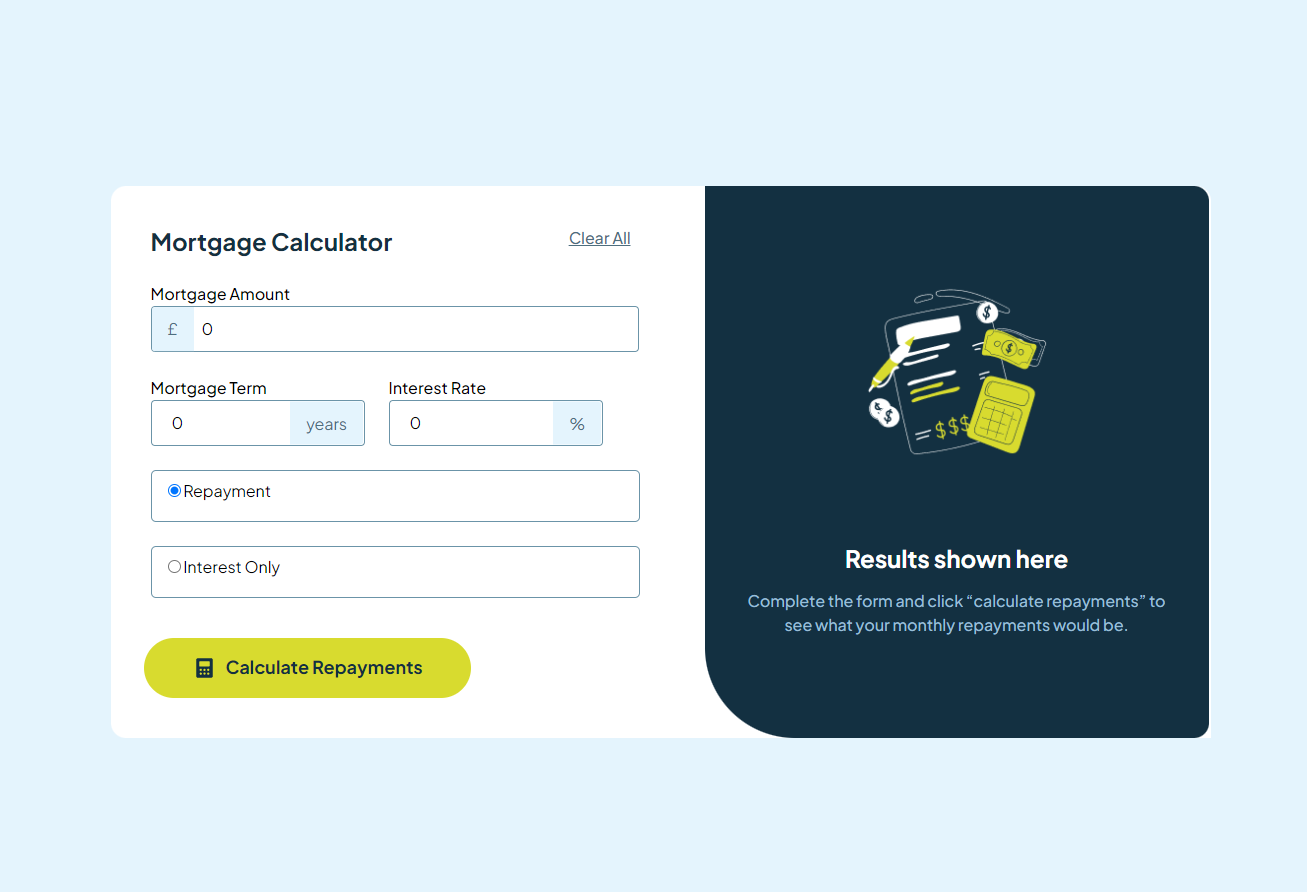 Mortgage Calculator
Clear All
Mortgage Amount
£ 0
Mortgage Term
Interest Rate
0 years
0 %
Repayment
Interest Only
Calculate Repayments
$
$
$
$$$
Results shown here
Complete the form and click “calculate repayments” to
see what your monthly repayments would be.